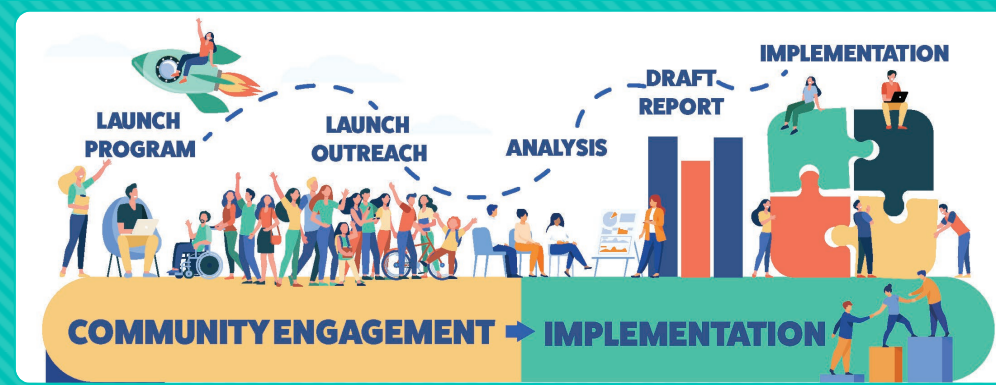 LAUNCH
PROGRAM
LAUNCH
OUTREACH
ANALYSIS
DRAFT
REPORT
IMPLEMENTATION
COMMUNITY ENGAGEMENT
IMPLEMENTATION